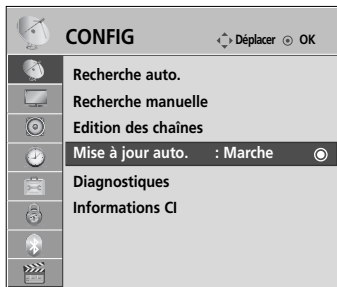 CONFIG
Déplacer OK
Recherche auto.
Recherche manuelle
Edition des chaînes
Mise à jour auto. : Marche
Diagnostiques
Informations CI